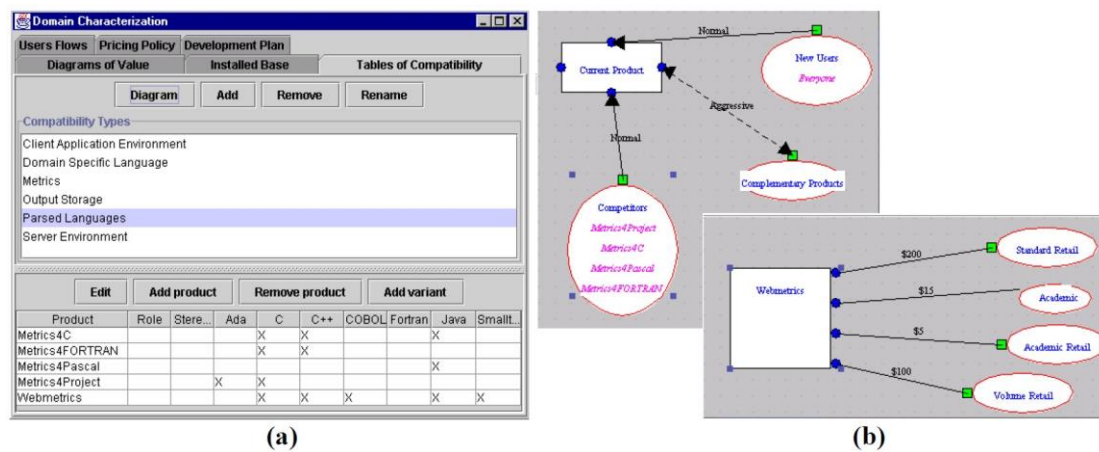 Domain Characterization
Users Flows Pricing Policy Development Plan
Diagrams of Value Installed Base Tables of Compatibility
Diagram Add Remove Rename
Compatibility Types
Client Application Environment
Domain Specific Language
Metrics
Output Storage
Parsed Languages
Server Environment
Edit Add product Remove product Add variant
Product Role Stere... Ada C C++ COBOL Fortran Java Smallt...
Metrics4C X X X
Metrics4FORTRAN X X
Metrics4Pascal X
Metrics4Project X X
Webmetrics X X X X X
(a)
Normal
Current Product
New Users
Everyone
Aggressive
Normal
Complementary Products
Competitors
Metrics4Project
Metrics4C
Metrics4Pascal
Metrics4FORTRAN
Webmetrics
$200
Standard Retail
$15
Academic
$5
Academic Retail
$100
Volume Retail
(b)